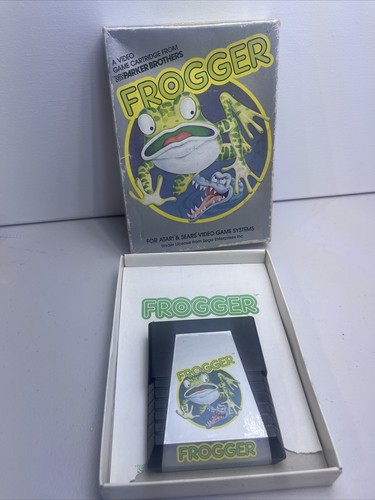 A VIDEO
GAME CARTRIDGE FROM
PARKER BROTHERS
FROGGER
FOR ATARI® & SEARS VIDEO GAME SYSTEMS
Under License from Sega Enterprises Inc.
FROGGER™
FROGGER
FROGGER